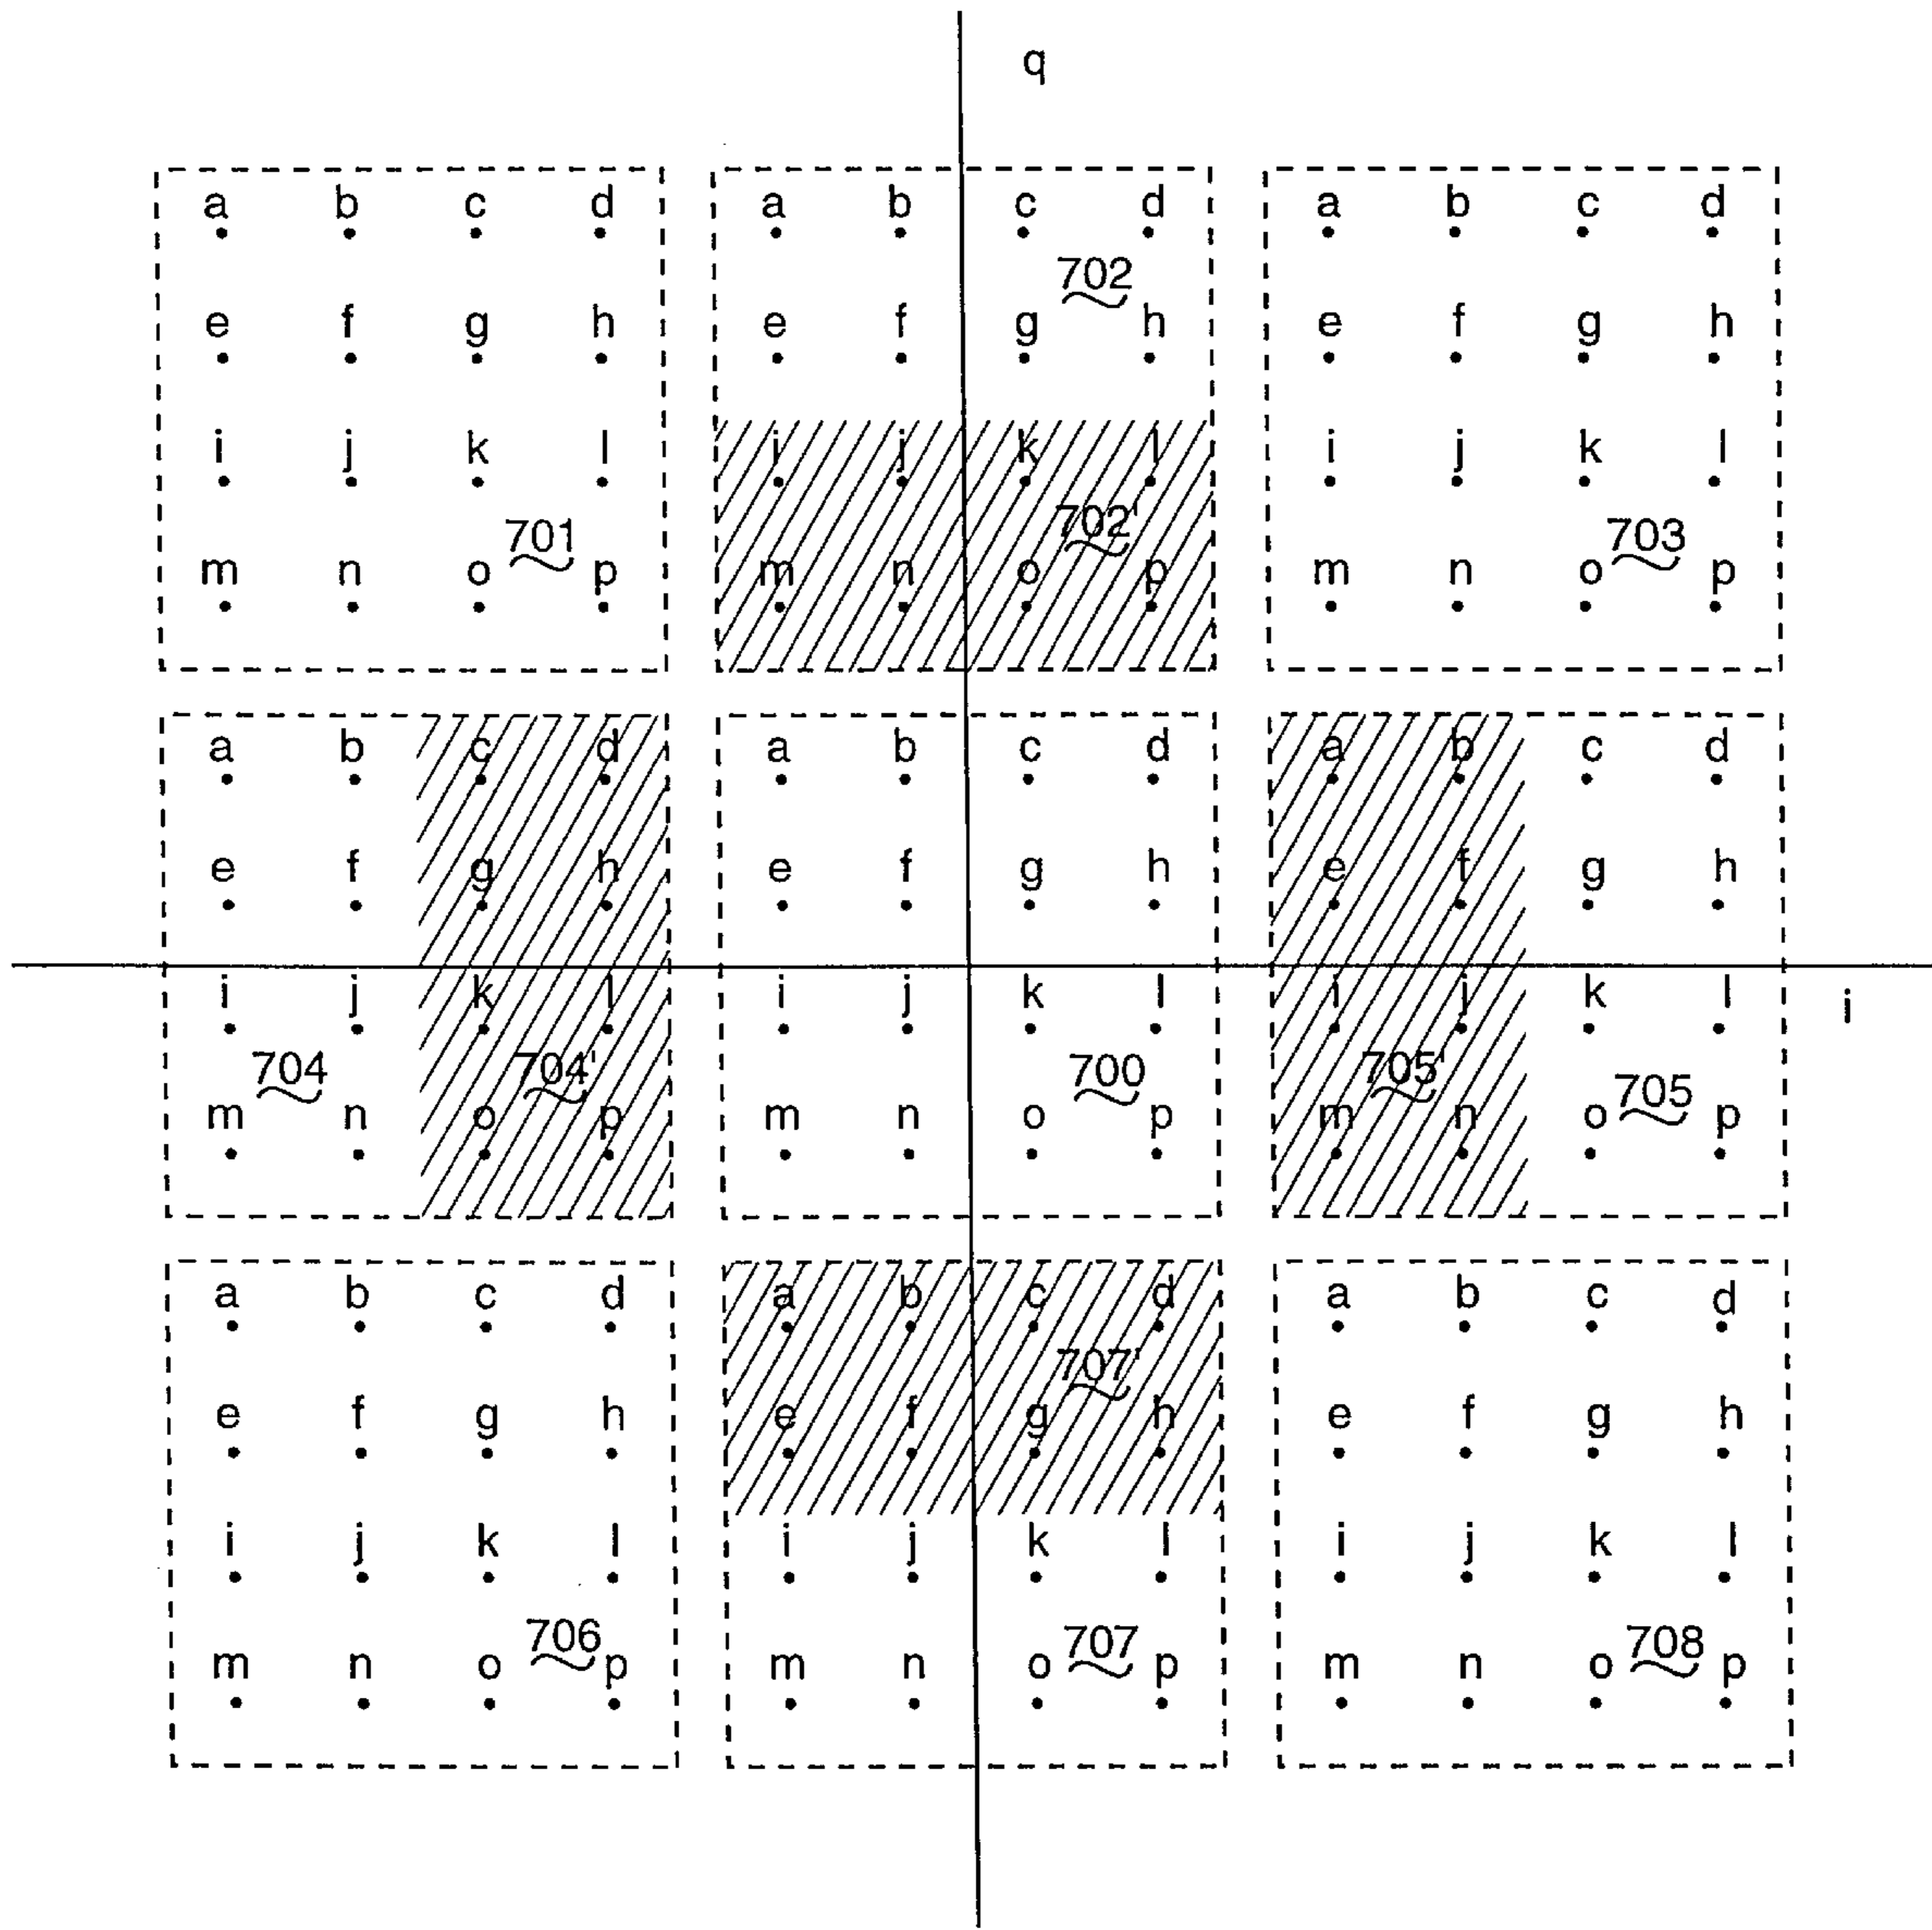 q
a b c d a b c d a b c d
702
e f g h e f g h e f g h
i j k l i j k l i j k l
701 702' 703
m n o p m n o p m n o p
a b c d a b c d a b c d
e f g h e f g h e f g h
i j k l i j k l i j k l i
704 704' 700 705' 705
m n o p m n o p m n o p
a b c d a b c d a b c d
707'
e f g h e f g h e f g h
i j k l i j k l i j k l
706 707 708
m n o p m n o p m n o p